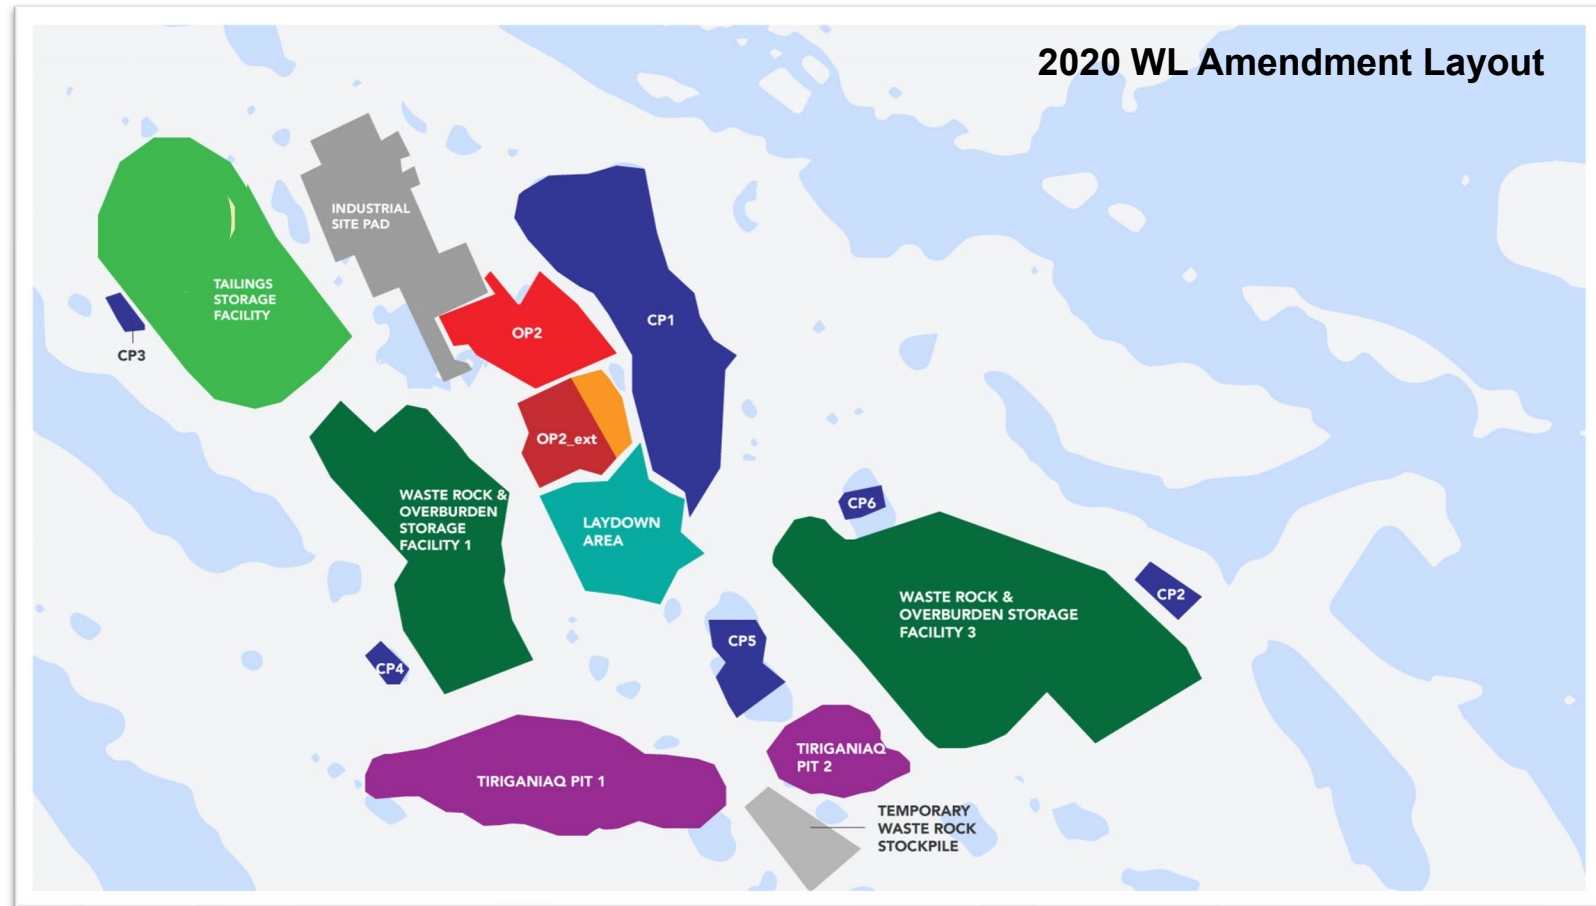 2020 WL Amendment Layout
INDUSTRIAL
SITE PAD
TAILINGS
STORAGE
FACILITY
CP3
OP2
CP1
OP2_ext
WASTE ROCK &
OVERBURDEN
STORAGE
FACILITY 1
LAYDOWN
AREA
CP6
CP2
WASTE ROCK &
OVERBURDEN STORAGE
FACILITY 3
CP5
CP4
TIRIGANIAQ
PIT 2
TIRIGANIAQ PIT 1
TEMPORARY
WASTE ROCK
STOCKPILE